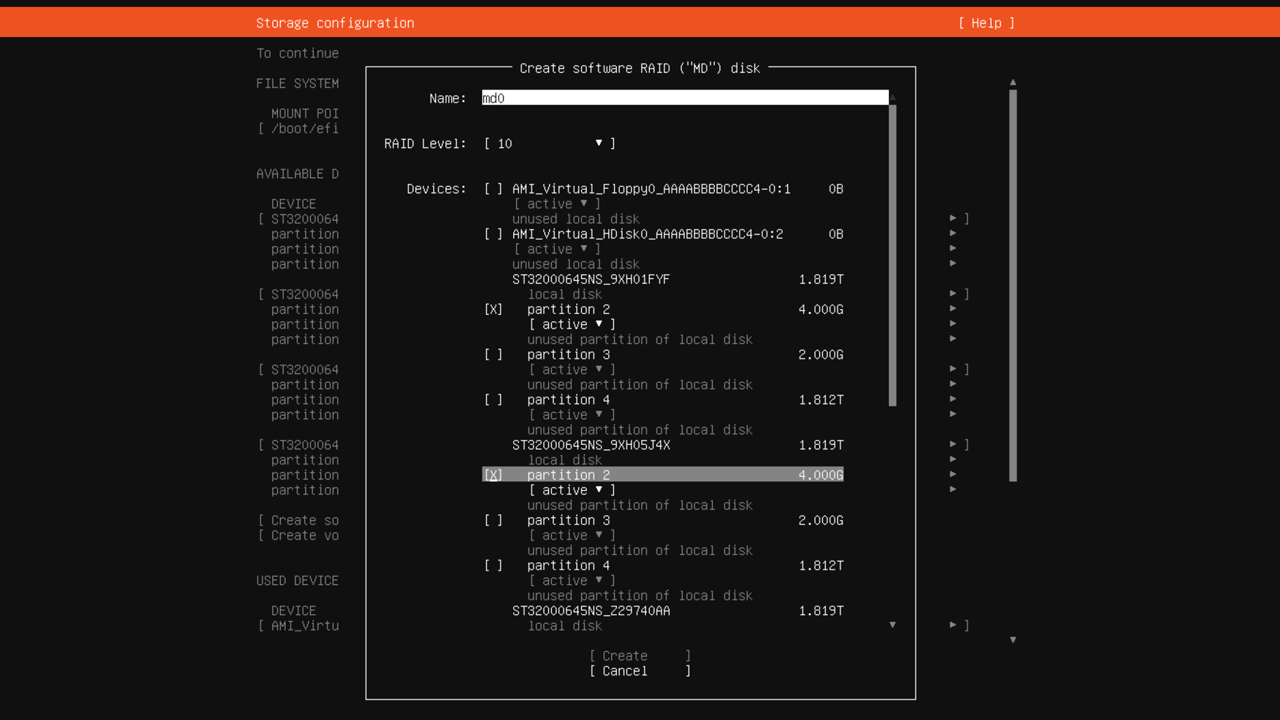 Storage configuration [ Help ]
To continue
Create software RAID ("MD") disk
FILE SYSTEM
Name: md0
MOUNT POI
[ /boot/efi
RAID Level: [ 10 ▼ ]
AVAILABLE D
Devices: [ ] AMI_Virtual_Floppy0_AAAABBBBCCCC4-0:1 0B
DEVICE [ active ▼ ]
[ ST3200064 unused local disk ▶ ]
partition [ ] AMI_Virtual_HDisk0_AAAABBBBCCCC4-0:2 0B ▶
partition [ active ▼ ] ▶
partition unused local disk ▶
ST32000645NS_9XH01FYF 1.819T
[ ST3200064 local disk ▶ ]
partition [X] partition 2 4.000G ▶
partition [ active ▼ ] ▶
partition unused partition of local disk ▶
[ ] partition 3 2.000G
[ ST3200064 [ active ▼ ] ▶ ]
partition unused partition of local disk ▶
partition [ ] partition 4 1.812T ▶
partition [ active ▼ ] ▶
unused partition of local disk
[ ST3200064 ST32000645NS_9XH05J4X 1.819T ▶ ]
partition local disk ▶
partition [X] partition 2 4.000G ▶
partition [ active ▼ ] ▶
unused partition of local disk
[ Create so [ ] partition 3 2.000G
[ Create vo [ active ▼ ]
unused partition of local disk
[ ] partition 4 1.812T
USED DEVICE [ active ▼ ]
unused partition of local disk
DEVICE ST32000645NS_Z29740AA 1.819T
[ AMI_Virtu local disk ▶ ]
[ Create ]
[ Cancel ]